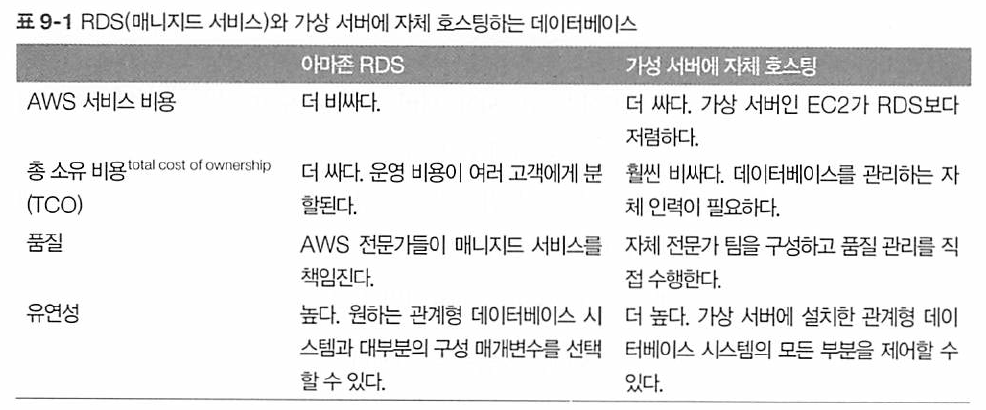 표 9-1 RDS(매니지드 서비스)와 가상 서버에 자체 호스팅하는 데이터베이스
아마존 RDS 가성 서버에 자체 호스팅
AWS 서비스 비용 더 비싸다. 더 싸다. 가상 서버인 EC2가 RDS보다
저렴하다.
총 소유 비용total cost of ownership 더 싸다. 운영 비용이 여러 고객에게 분 훨씬 비싸다. 데이터베이스를 관리하는 자
(TCO) 할된다. 체 인력이 필요하다.
품질 AWS 전문가들이 매니지드 서비스를 자체 전문가 팀을 구성하고 품질 관리를 직
책임진다. 접 수행한다.
유연성 높다. 원하는 관계형 데이터베이스 시 더 높다. 가상 서버에 설치한 관계형 데이
스템과 대부분의 구성 매개변수를 선택 터베이스 시스템의 모든 부분을 제어할 수
할 수 있다. 있다.